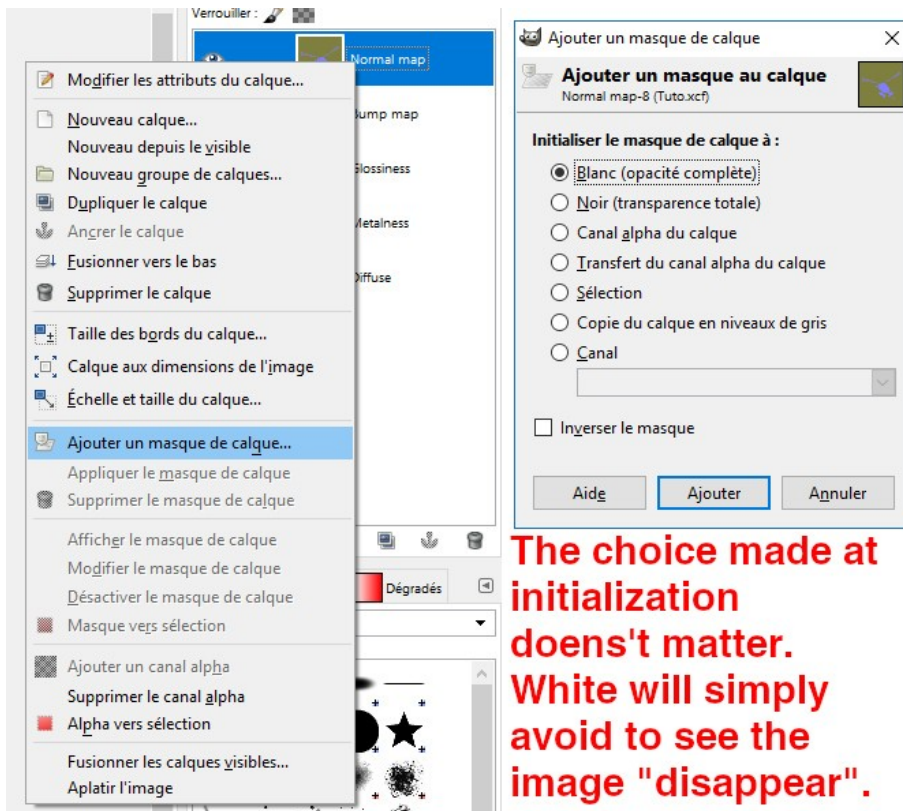 Verrouiller :
Normal map
Modifier les attributs du calque...
Nouveau calque...
Nouveau depuis le visible
Nouveau groupe de calques...
Dupliquer le calque
Ancrer le calque
Fusionner vers le bas
Supprimer le calque
Taille des bords du calque...
Calque aux dimensions de l'image
Échelle et taille du calque...
Ajouter un masque de calque...
Appliquer le masque de calque
Supprimer le masque de calque
Afficher le masque de calque
Modifier le masque de calque
Désactiver le masque de calque
Masque vers sélection
Ajouter un canal alpha
Supprimer le canal alpha
Alpha vers sélection
Fusionner les calques visibles...
Aplatir l'image
map
Glossiness
Metalness
Diffuse
Dégradés
Ajouter un masque de calque
Ajouter un masque au calque
Normal map-8 (Tuto.xcf)
Initialiser le masque de calque à :
Blanc (opacité complète)
Noir (transparence totale)
Canal alpha du calque
Transfert du canal alpha du calque
Sélection
Copie du calque en niveaux de gris
Canal
Inverser le masque
Aide
Ajouter
Annuler
The choice made at
initialization
doens't matter.
White will simply
avoid to see the
image "disappear".